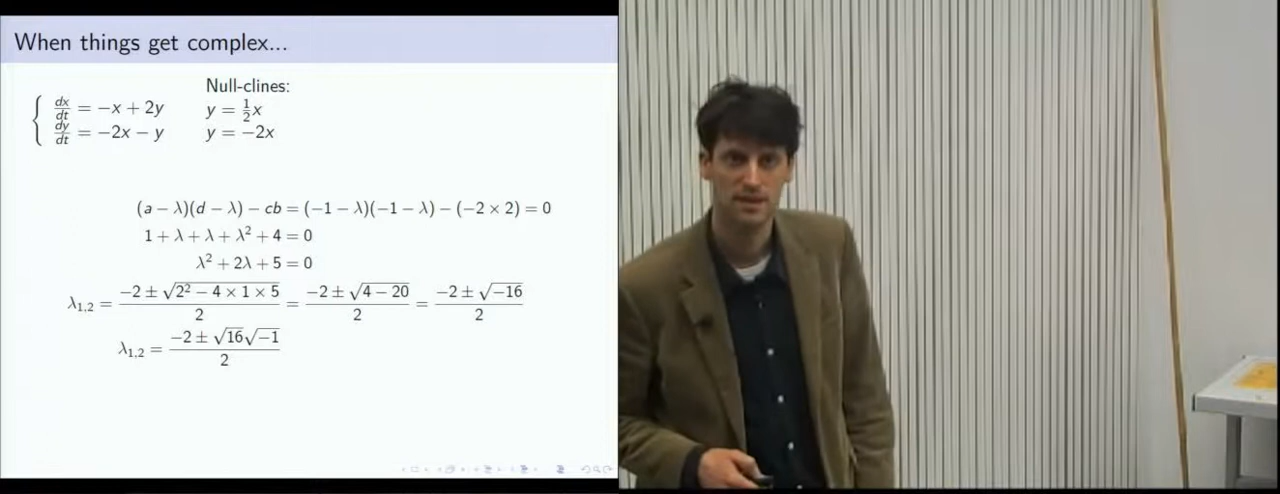 When things get complex...
Null-clines:
{ dx/dt = −x + 2y    y = 1/2 x
dy/dt = −2x − y    y = −2x
(a − λ)(d − λ) − cb = (−1 − λ)(−1 − λ) − (−2 × 2) = 0
1 + λ + λ + λ² + 4 = 0
λ² + 2λ + 5 = 0
λ₁,₂ = (−2 ± √(2² − 4 × 1 × 5))/2 = (−2 ± √(4 − 20))/2 = (−2 ± √(−16))/2
λ₁,₂ = (−2 ± √16√−1)/2